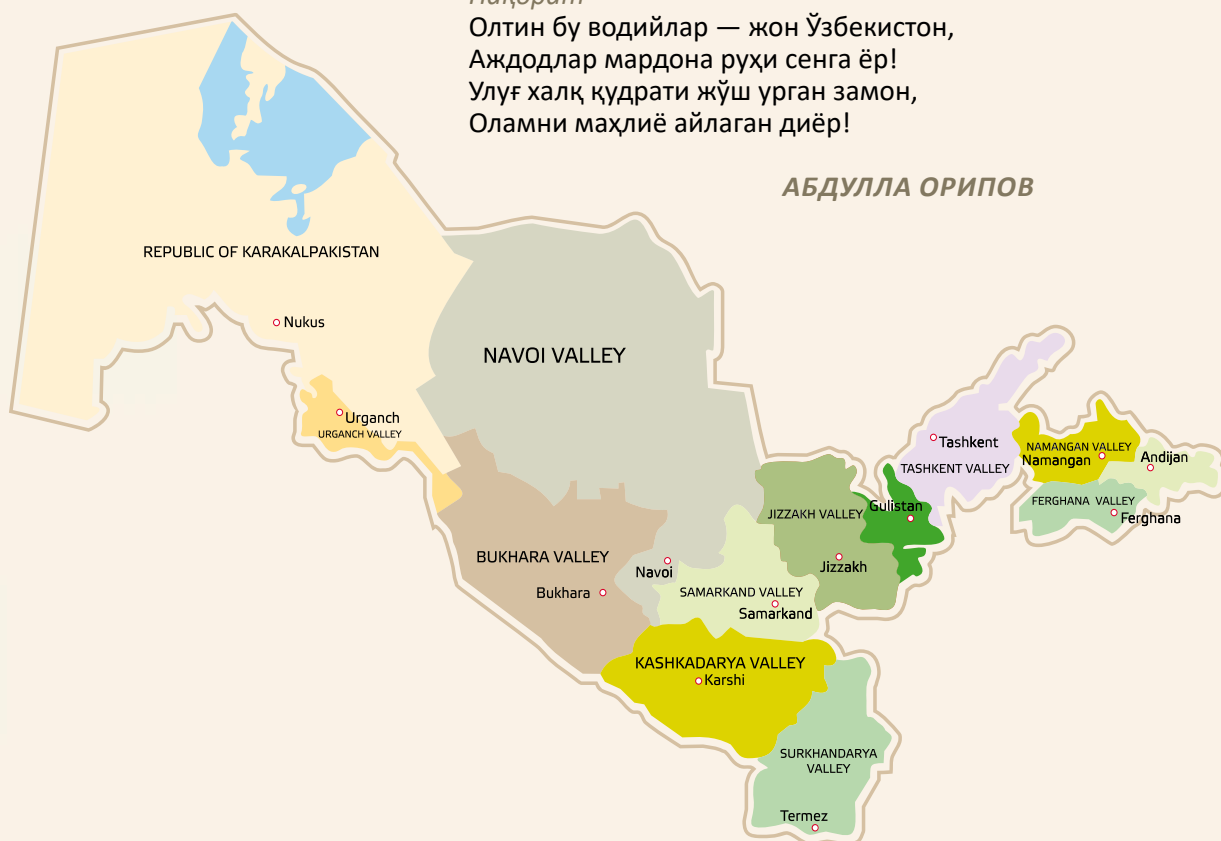 Нақорат
Олтин бу водийлар — жон Ўзбекистон,
Аждодлар мардона руҳи сенга ёр!
Улуғ халқ қудрати жўш урган замон,
Оламни маҳлиё айлаган диёр!
АБДУЛЛА ОРИПОВ
REPUBLIC OF KARAKALPAKISTAN
Nukus
NAVOI VALLEY
Urganch
URGANCH VALLEY
Tashkent
TASHKENT VALLEY
NAMANGAN VALLEY
Namangan
Andijan
FERGHANA VALLEY
Ferghana
JIZZAKH VALLEY
Gulistan
Jizzakh
BUKHARA VALLEY
Bukhara
Navoi
SAMARKAND VALLEY
Samarkand
KASHKADARYA VALLEY
Karshi
SURKHANDARYA
VALLEY
Termez